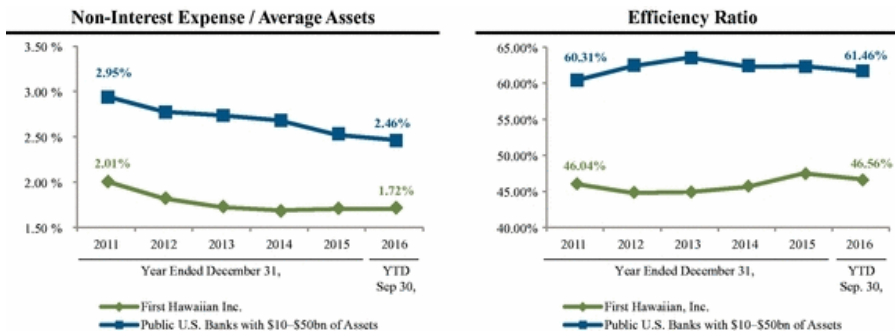 Non-Interest Expense / Average Assets
3.50 %
3.00 %
2.50 %
2.00 %
1.50 %
2.95%
2.46%
2.01%
1.72%
2011 2012 2013 2014 2015 2016
Year Ended December 31,
YTD
Sep 30,
First Hawaiian Inc.
Public U.S. Banks with $10–$50bn of Assets
Efficiency Ratio
65.00%
60.00%
55.00%
50.00%
45.00%
40.00%
60.31%
61.46%
46.04%
46.56%
2011 2012 2013 2014 2015 2016
Year Ended December 31,
YTD
Sep. 30,
First Hawaiian, Inc.
Public U.S. Banks with $10–$50bn of Assets